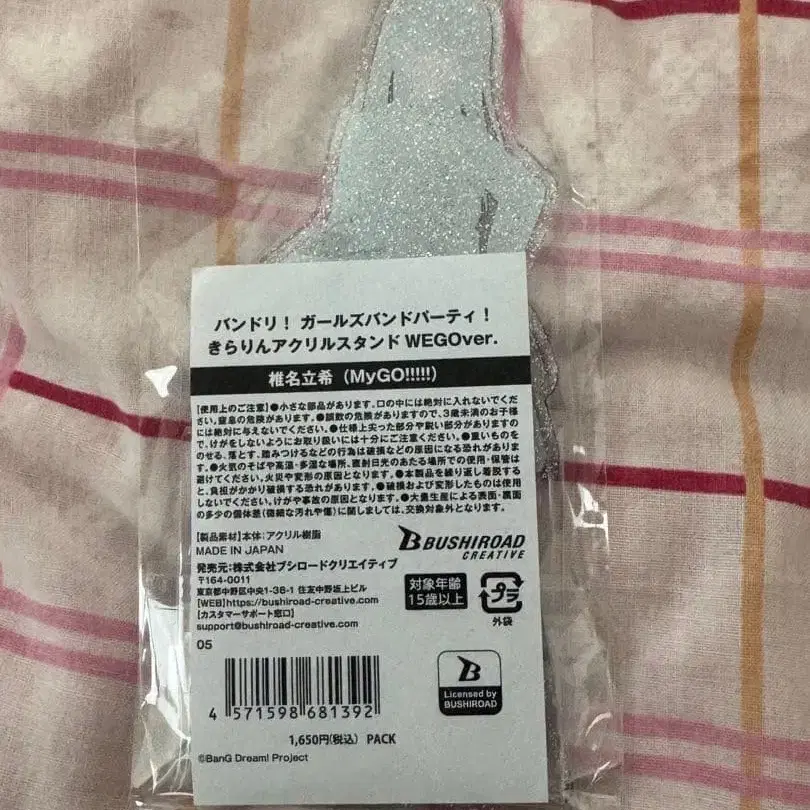 バンドリ！ ガールズバンドパーティ！
きらりんアクリルスタンド WEGOver.
椎名立希（MyGO!!!!!）
【使用上のご注意】●小さな部品があります。口の中には絶対に入れないでくだ
さい。窒息の危険があります。●誤飲の危険がありますので、3歳未満のお子様
には絶対に与えないでください。●仕様上尖った部分や鋭い部分がありますの
で、けがをしないようにお取り扱いには十分にご注意ください。●重いものを
のせる、落とす、踏みつけるなどの行為は破損などの原因になる恐れがありま
す。●火気のそばや高温・多湿な場所、直射日光のあたる場所での使用・保管は
避けてください。火災や変形の原因となります。●本製品を繰り返し着脱する
と、負担がかかり破損する恐れがあります。●破損および変形したものは使用
しないでください。けがや事故の原因となります。●大量生産による表面・裏面
の多少の個体差（微細な汚れや傷）に関しましては、交換対象外となります。
【製品素材】本体：アクリル樹脂
MADE IN JAPAN
BUSHIROAD
CREATIVE
発売元：株式会社ブシロードクリエイティブ
〒164-0011
東京都中野区中央1-38-1 住友中野坂上ビル
[WEB]https://bushiroad-creative.com
【カスタマーサポート窓口】
support@bushiroad-creative.com
対象年齢
15歳以上
プラ
外袋
05
4 571598 681392
Licensed by
BUSHIROAD
1,650円(税込) PACK
©BanG Dream! Project